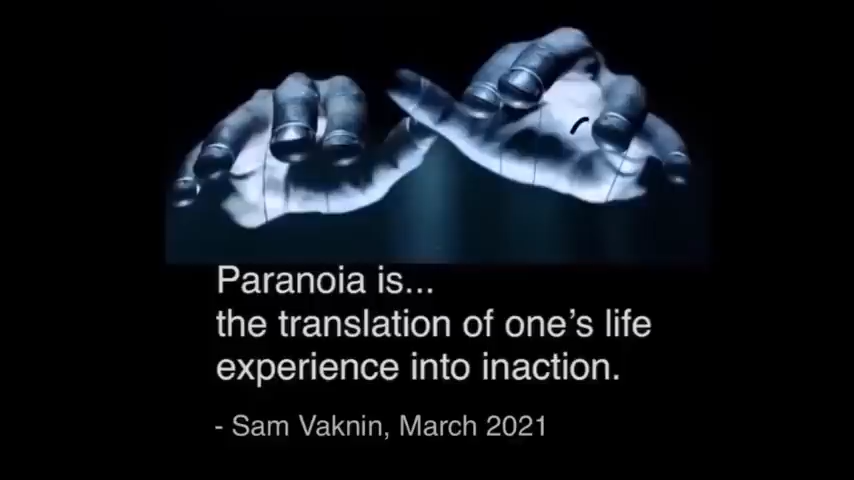 Paranoia is...
the translation of one’s life
experience into inaction.
- Sam Vaknin, March 2021